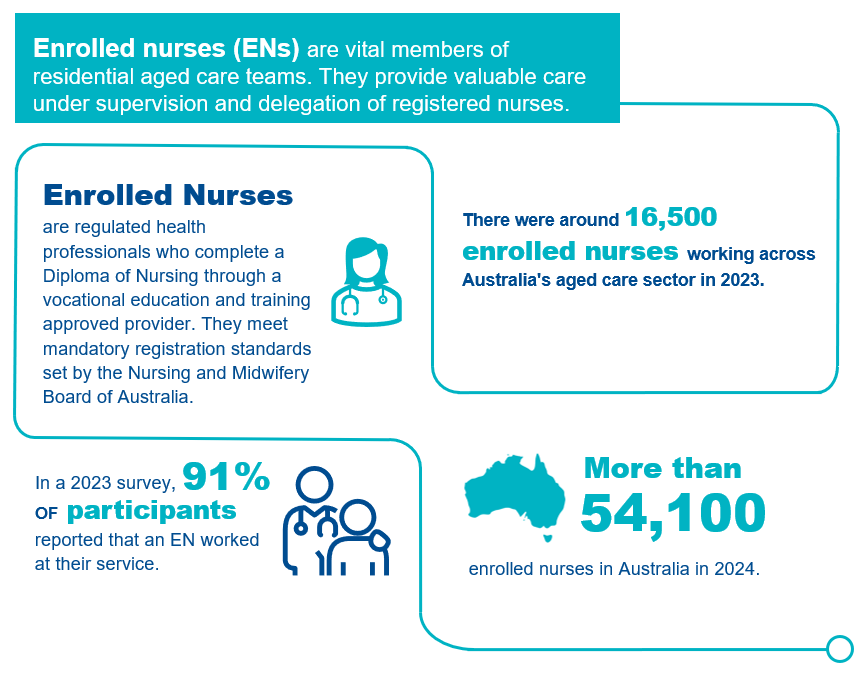 Enrolled nurses (ENs) are vital members of
residential aged care teams. They provide valuable care
under supervision and delegation of registered nurses.
Enrolled Nurses
are regulated health
professionals who complete a
Diploma of Nursing through a
vocational education and training
approved provider. They meet
mandatory registration standards
set by the Nursing and Midwifery
Board of Australia.
There were around 16,500
enrolled nurses working across
Australia's aged care sector in 2023.
In a 2023 survey, 91%
OF participants
reported that an EN worked
at their service.
More than
54,100
enrolled nurses in Australia in 2024.